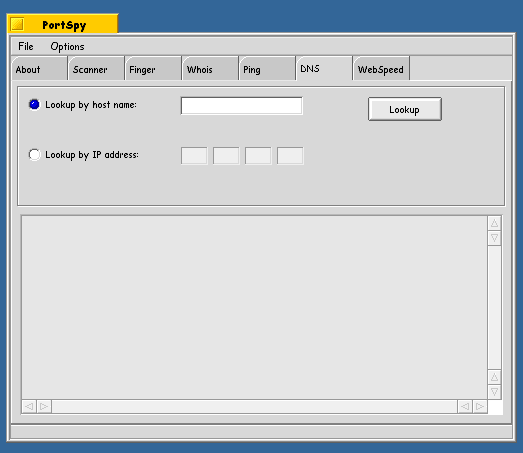 PortSpy
File Options
About Scanner Finger Whois Ping DNS WebSpeed
Lookup by host name: Lookup
Lookup by IP address: